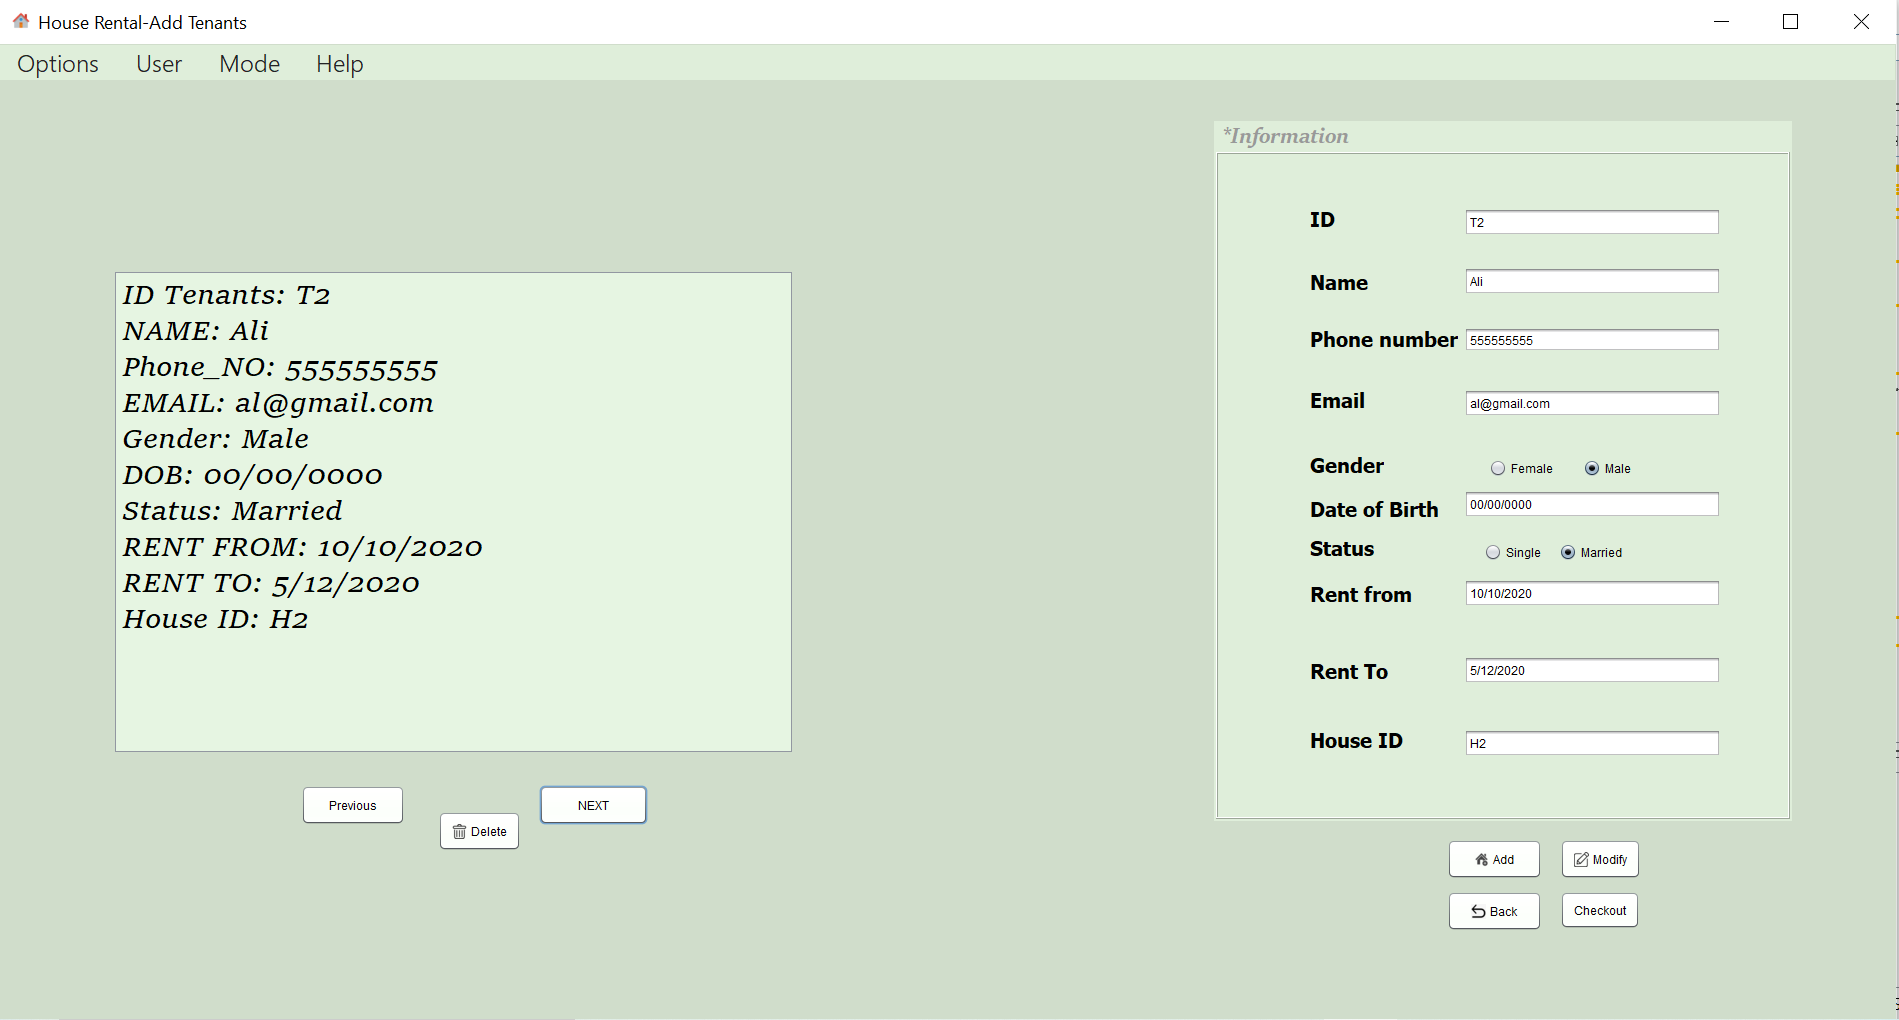 House Rental-Add Tenants
Options User Mode Help
ID Tenants: T2
NAME: Ali
Phone_NO: 555555555
EMAIL: al@gmail.com
Gender: Male
DOB: 00/00/0000
Status: Married
RENT FROM: 10/10/2020
RENT TO: 5/12/2020
House ID: H2
Previous
Delete
NEXT
*Information
ID T2
Name Ali
Phone number 555555555
Email al@gmail.com
Gender Female Male
Date of Birth 00/00/0000
Status Single Married
Rent from 10/10/2020
Rent To 5/12/2020
House ID H2
Add Modify
Back Checkout